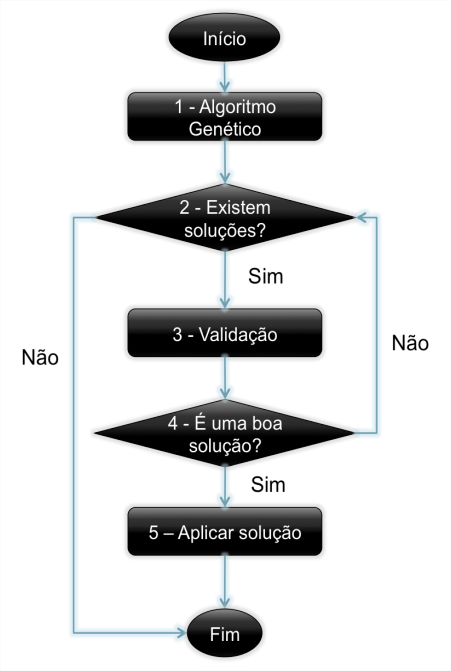 Início
1 - Algoritmo
Genético
2 - Existem
soluções?
Sim
3 - Validação
Não
Não
4 - É uma boa
solução?
Sim
5 – Aplicar solução
Fim